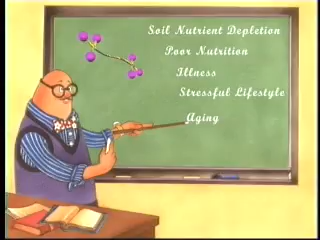 Soil Nutrient Depletion
Poor Nutrition
Illness
Stressful Lifestyle
Aging